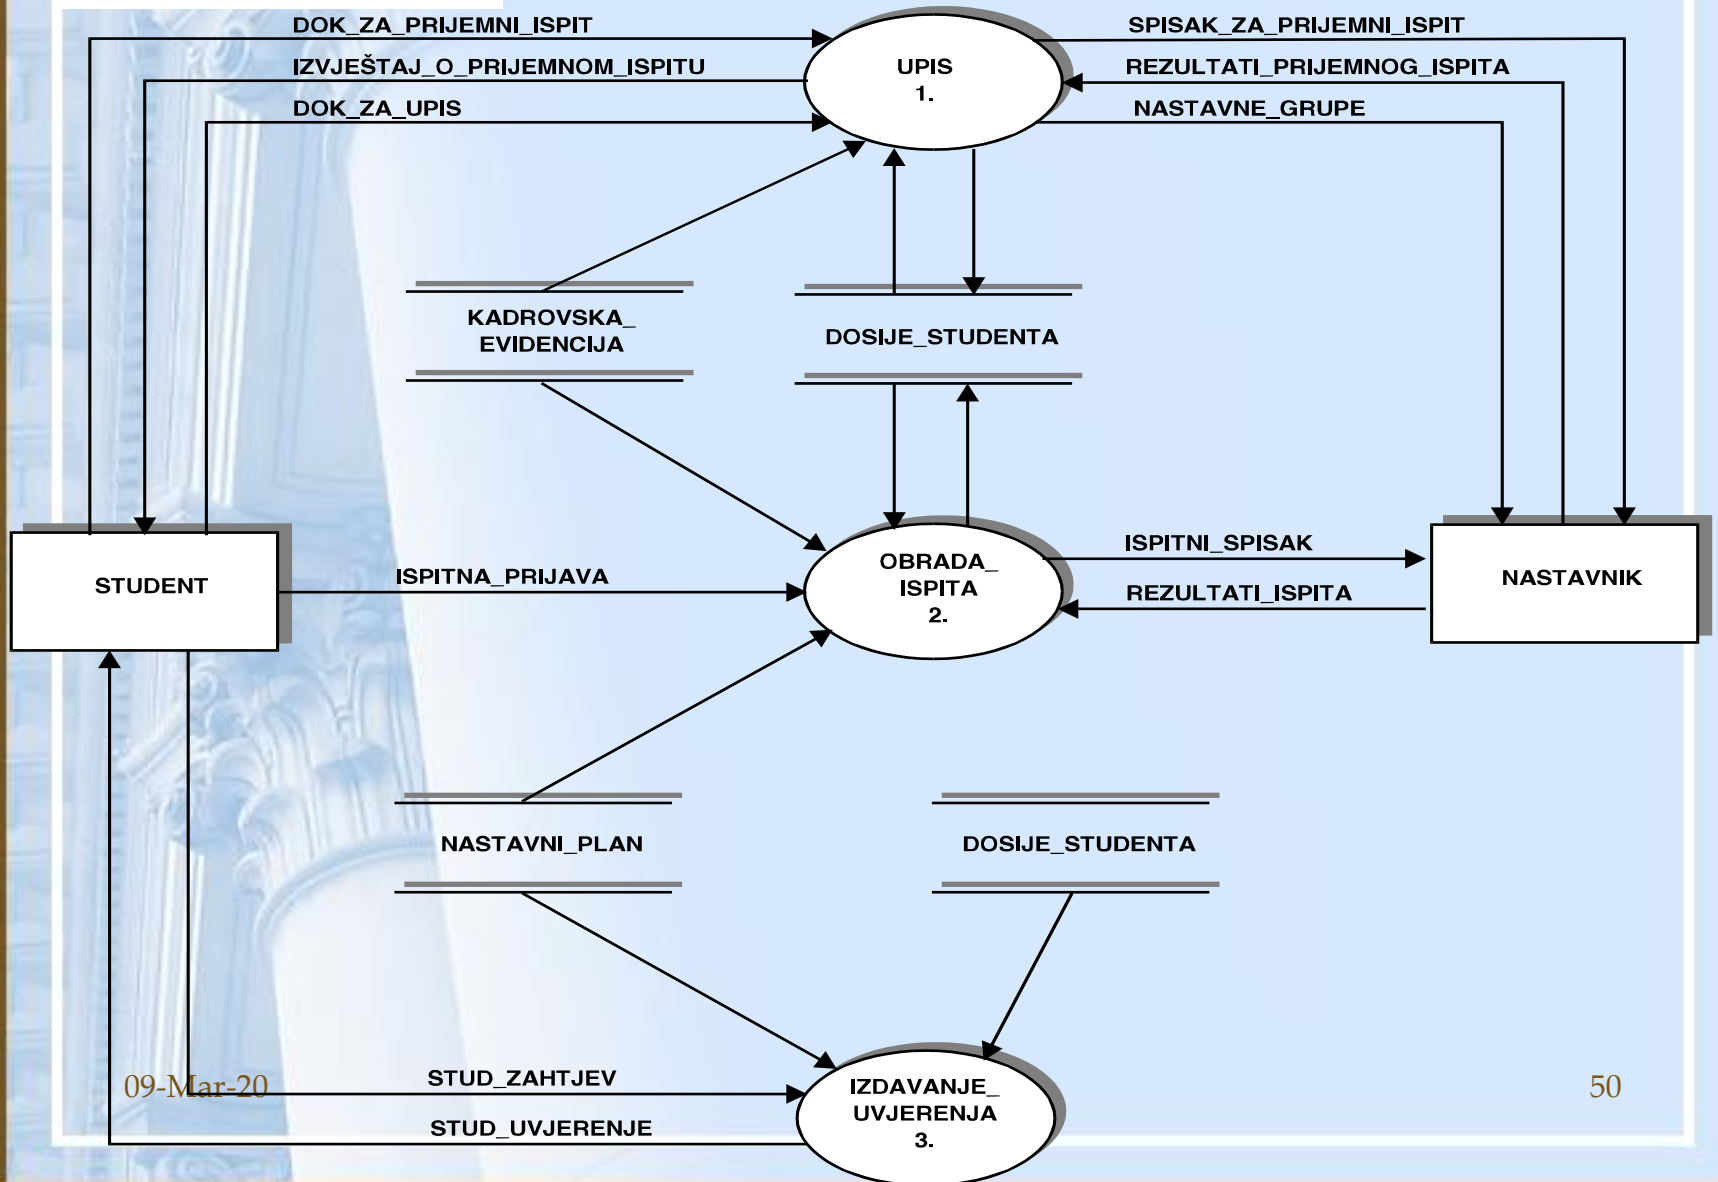 DOK_ZA_PRIJEMNI_ISPIT
SPISAK_ZA_PRIJEMNI_ISPIT
IZVJEŠTAJ_O_PRIJEMNOM_ISPITU
UPIS
1.
REZULTATI_PRIJEMNOG_ISPITA
DOK_ZA_UPIS
NASTAVNE_GRUPE
KADROVSKA_
EVIDENCIJA
DOSIJE_STUDENTA
STUDENT
ISPITNA_PRIJAVA
OBRADA_
ISPITA
2.
ISPITNI_SPISAK
REZULTATI_ISPITA
NASTAVNIK
NASTAVNI_PLAN
DOSIJE_STUDENTA
09-Mar-20
STUD_ZAHTJEV
STUD_UVJERENJE
IZDAVANJE_
UVJERENJA
3.
50